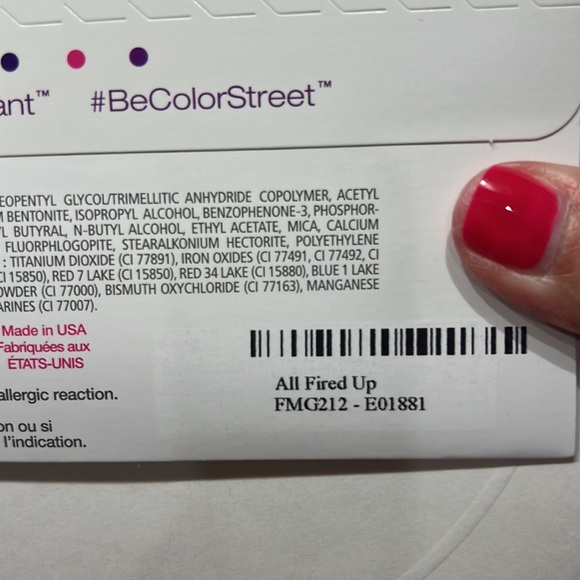 ant™ #BeColorStreet™
EOPENTYL GLYCOL/TRIMELLITIC ANHYDRIDE COPOLYMER, ACETYL
M BENTONITE, ISOPROPYL ALCOHOL, BENZOPHENONE-3, PHOSPHOR-
YL BUTYRAL, N-BUTYL ALCOHOL, ETHYL ACETATE, MICA, CALCIUM
FLUORPHLOGOPITE, STEARALKONIUM HECTORITE, POLYETHYLENE
: TITANIUM DIOXIDE (CI 77891), IRON OXIDES (CI 77491, CI 77492, CI
CI 15850), RED 7 LAKE (CI 15850), RED 34 LAKE (CI 15880), BLUE 1 LAKE
OWDER (CI 77000), BISMUTH OXYCHLORIDE (CI 77163), MANGANESE
ARINES (CI 77007).
Made in USA
Fabriquées aux
ÉTATS-UNIS
allergic reaction.
on ou si
l'indication.
All Fired Up
FMG212 - E01881